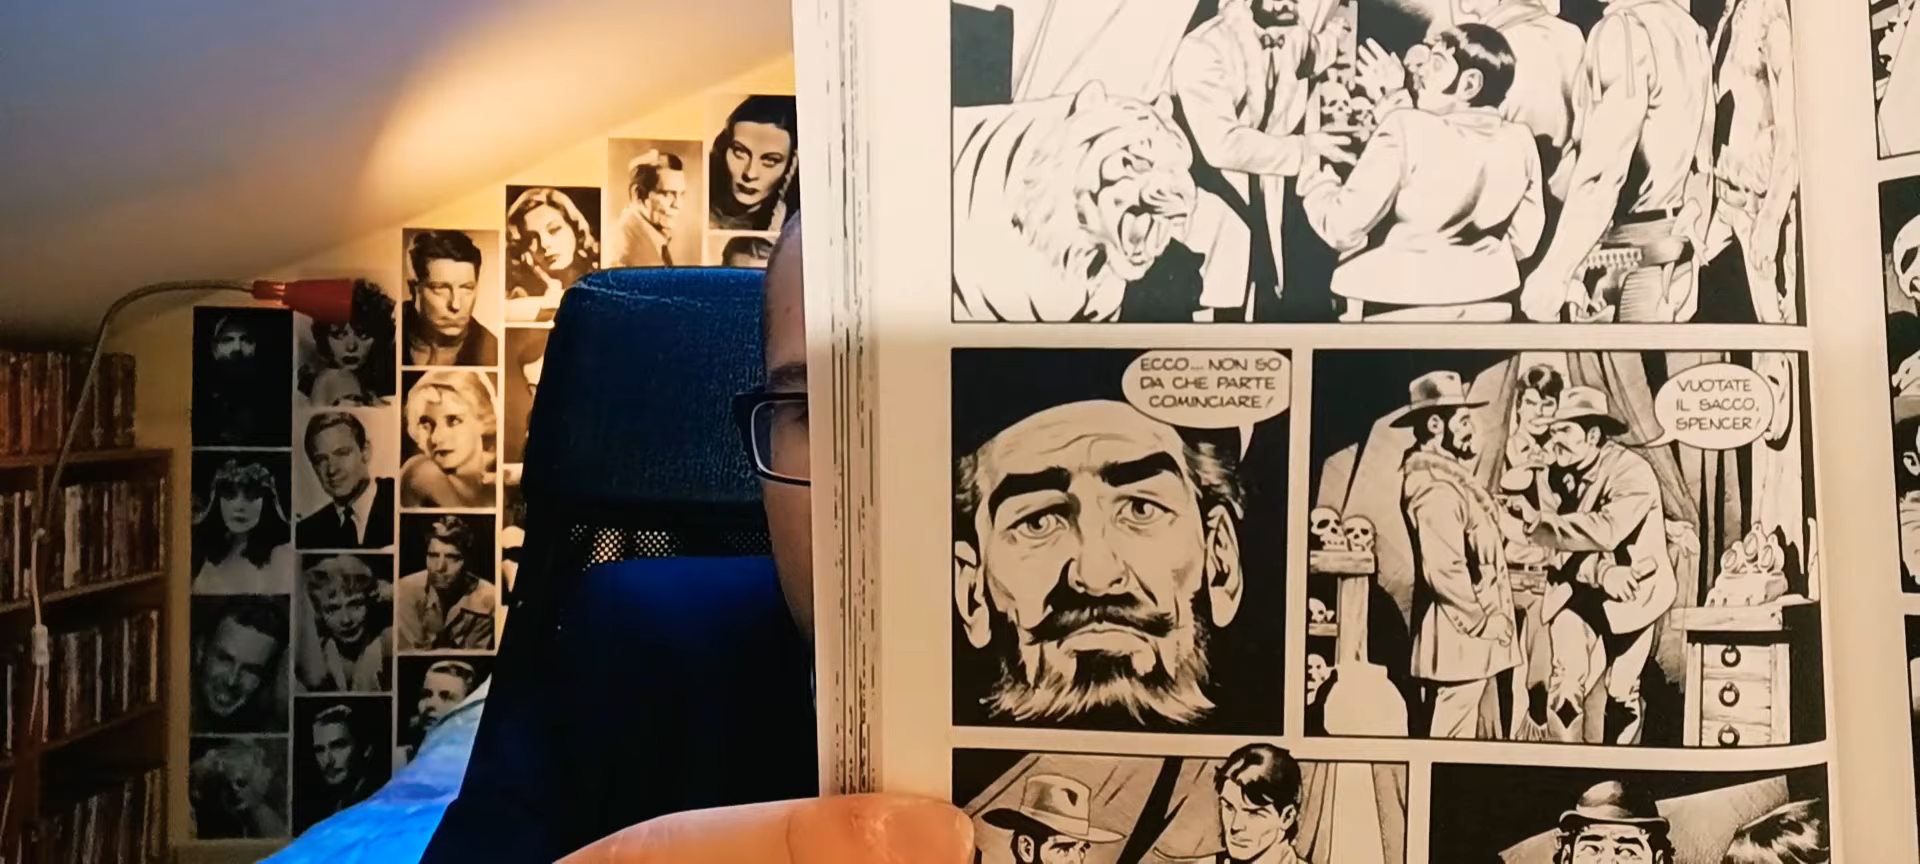 ECCO... NON SO
DA CHE PARTE
COMINCIARE!
VUOTATE
IL SACCO,
SPENCER!